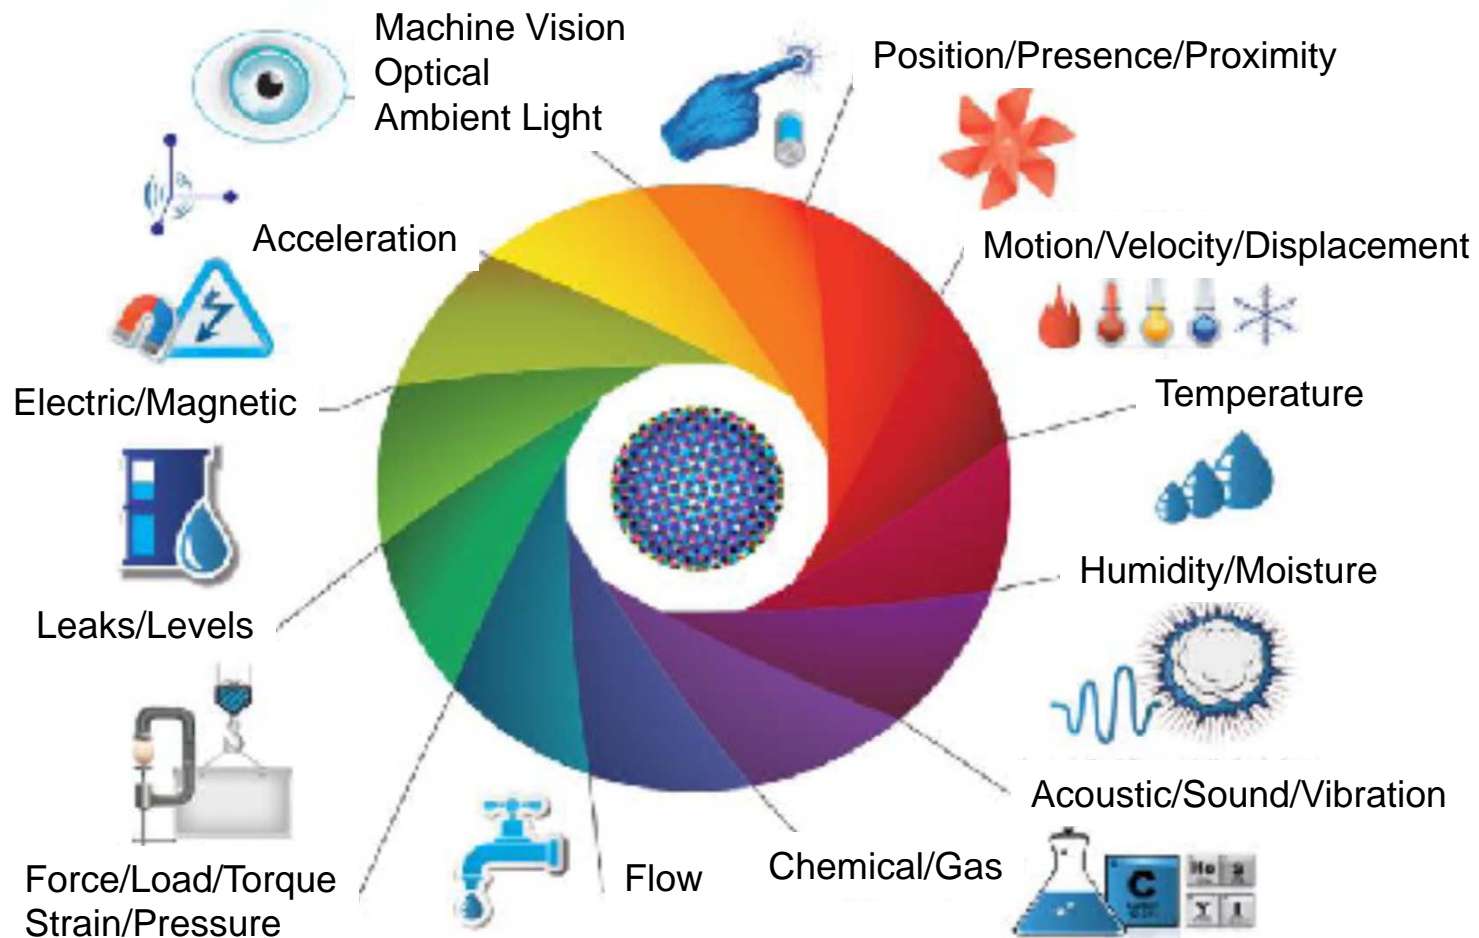 Machine Vision
Optical
Ambient Light
Position/Presence/Proximity
Acceleration
Motion/Velocity/Displacement
Electric/Magnetic
Temperature
Humidity/Moisture
Leaks/Levels
Acoustic/Sound/Vibration
Force/Load/Torque
Strain/Pressure
Flow
Chemical/Gas
C
Y
I